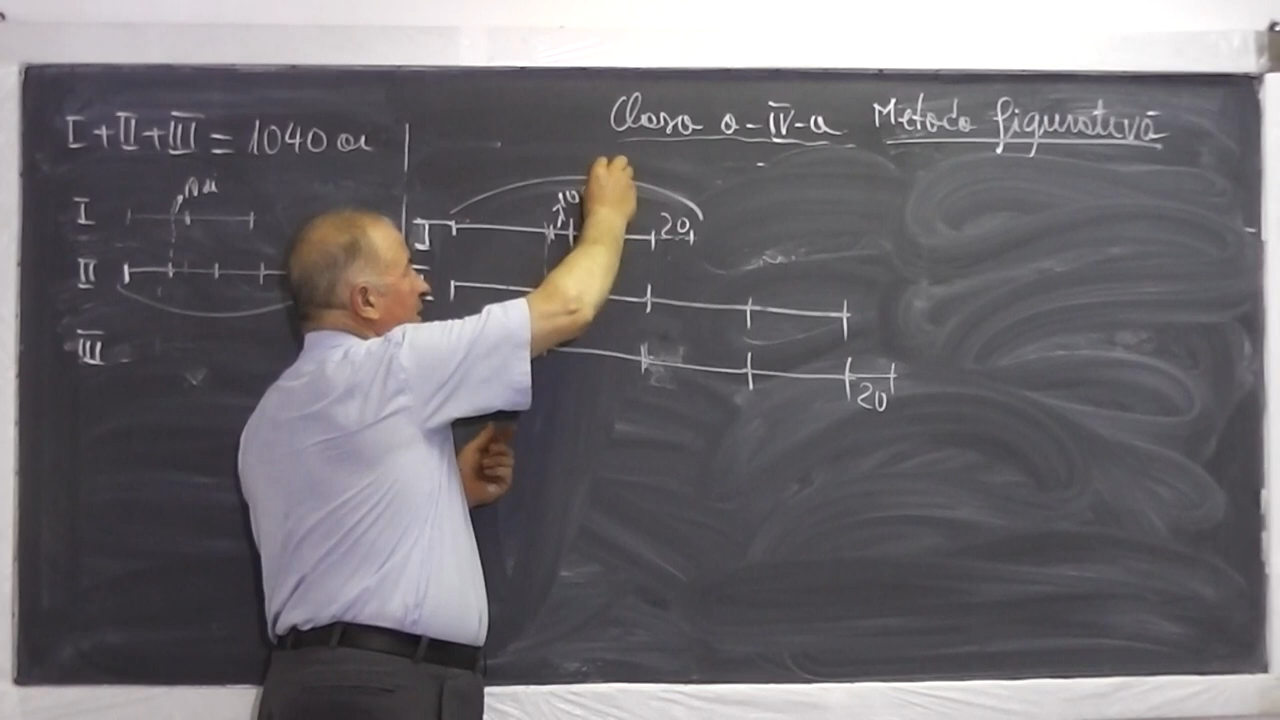 Clasa a-IV-a Metoda figurativă
I+II+III = 1040 oi
I
II
III
I
20
20